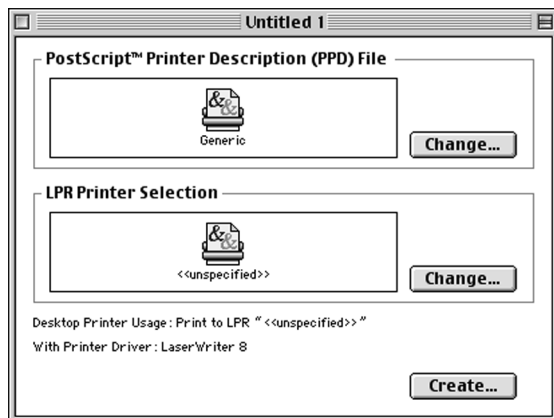 Untitled 1
PostScript™ Printer Description (PPD) File
Generic
Change...
LPR Printer Selection
<<unspecified>>
Change...
Desktop Printer Usage: Print to LPR “<<unspecified>>”
With Printer Driver: LaserWriter 8
Create...